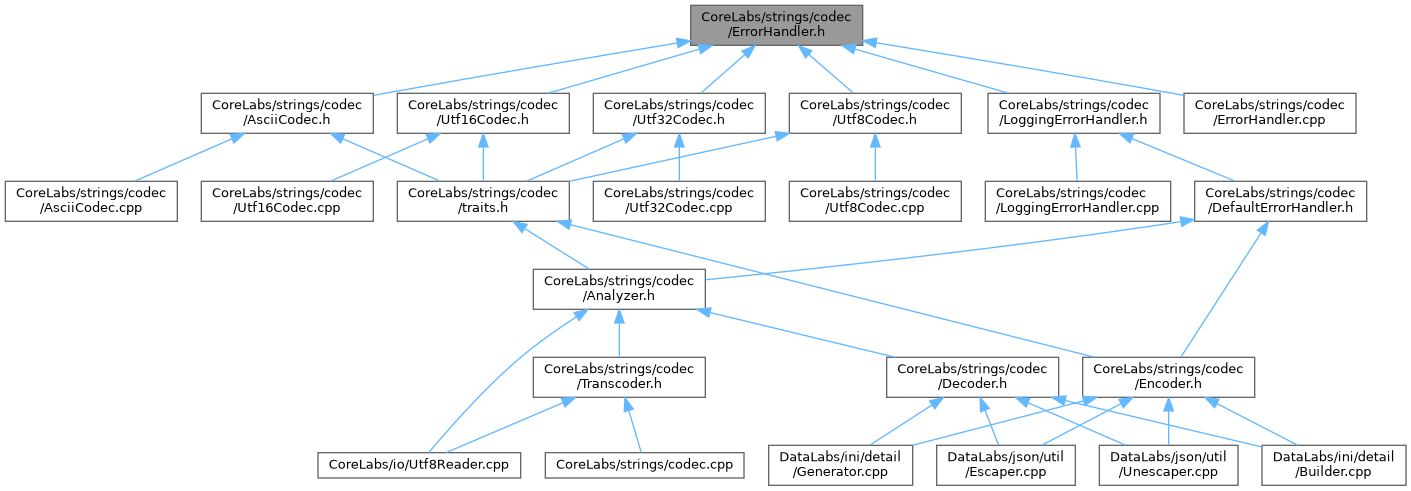 CoreLabs/strings/codec
/ErrorHandler.h
CoreLabs/strings/codec
/AsciiCodec.h
CoreLabs/strings/codec
/Utf16Codec.h
CoreLabs/strings/codec
/Utf32Codec.h
CoreLabs/strings/codec
/Utf8Codec.h
CoreLabs/strings/codec
/LoggingErrorHandler.h
CoreLabs/strings/codec
/ErrorHandler.cpp
CoreLabs/strings/codec
/AsciiCodec.cpp
CoreLabs/strings/codec
/Utf16Codec.cpp
CoreLabs/strings/codec
/traits.h
CoreLabs/strings/codec
/Utf32Codec.cpp
CoreLabs/strings/codec
/Utf8Codec.cpp
CoreLabs/strings/codec
/LoggingErrorHandler.cpp
CoreLabs/strings/codec
/DefaultErrorHandler.h
CoreLabs/strings/codec
/Analyzer.h
CoreLabs/strings/codec
/Transcoder.h
CoreLabs/strings/codec
/Decoder.h
CoreLabs/strings/codec
/Encoder.h
CoreLabs/io/Utf8Reader.cpp
CoreLabs/strings/codec.cpp
DataLabs/ini/detail
/Generator.cpp
DataLabs/json/util
/Escaper.cpp
DataLabs/json/util
/Unescaper.cpp
DataLabs/ini/detail
/Builder.cpp